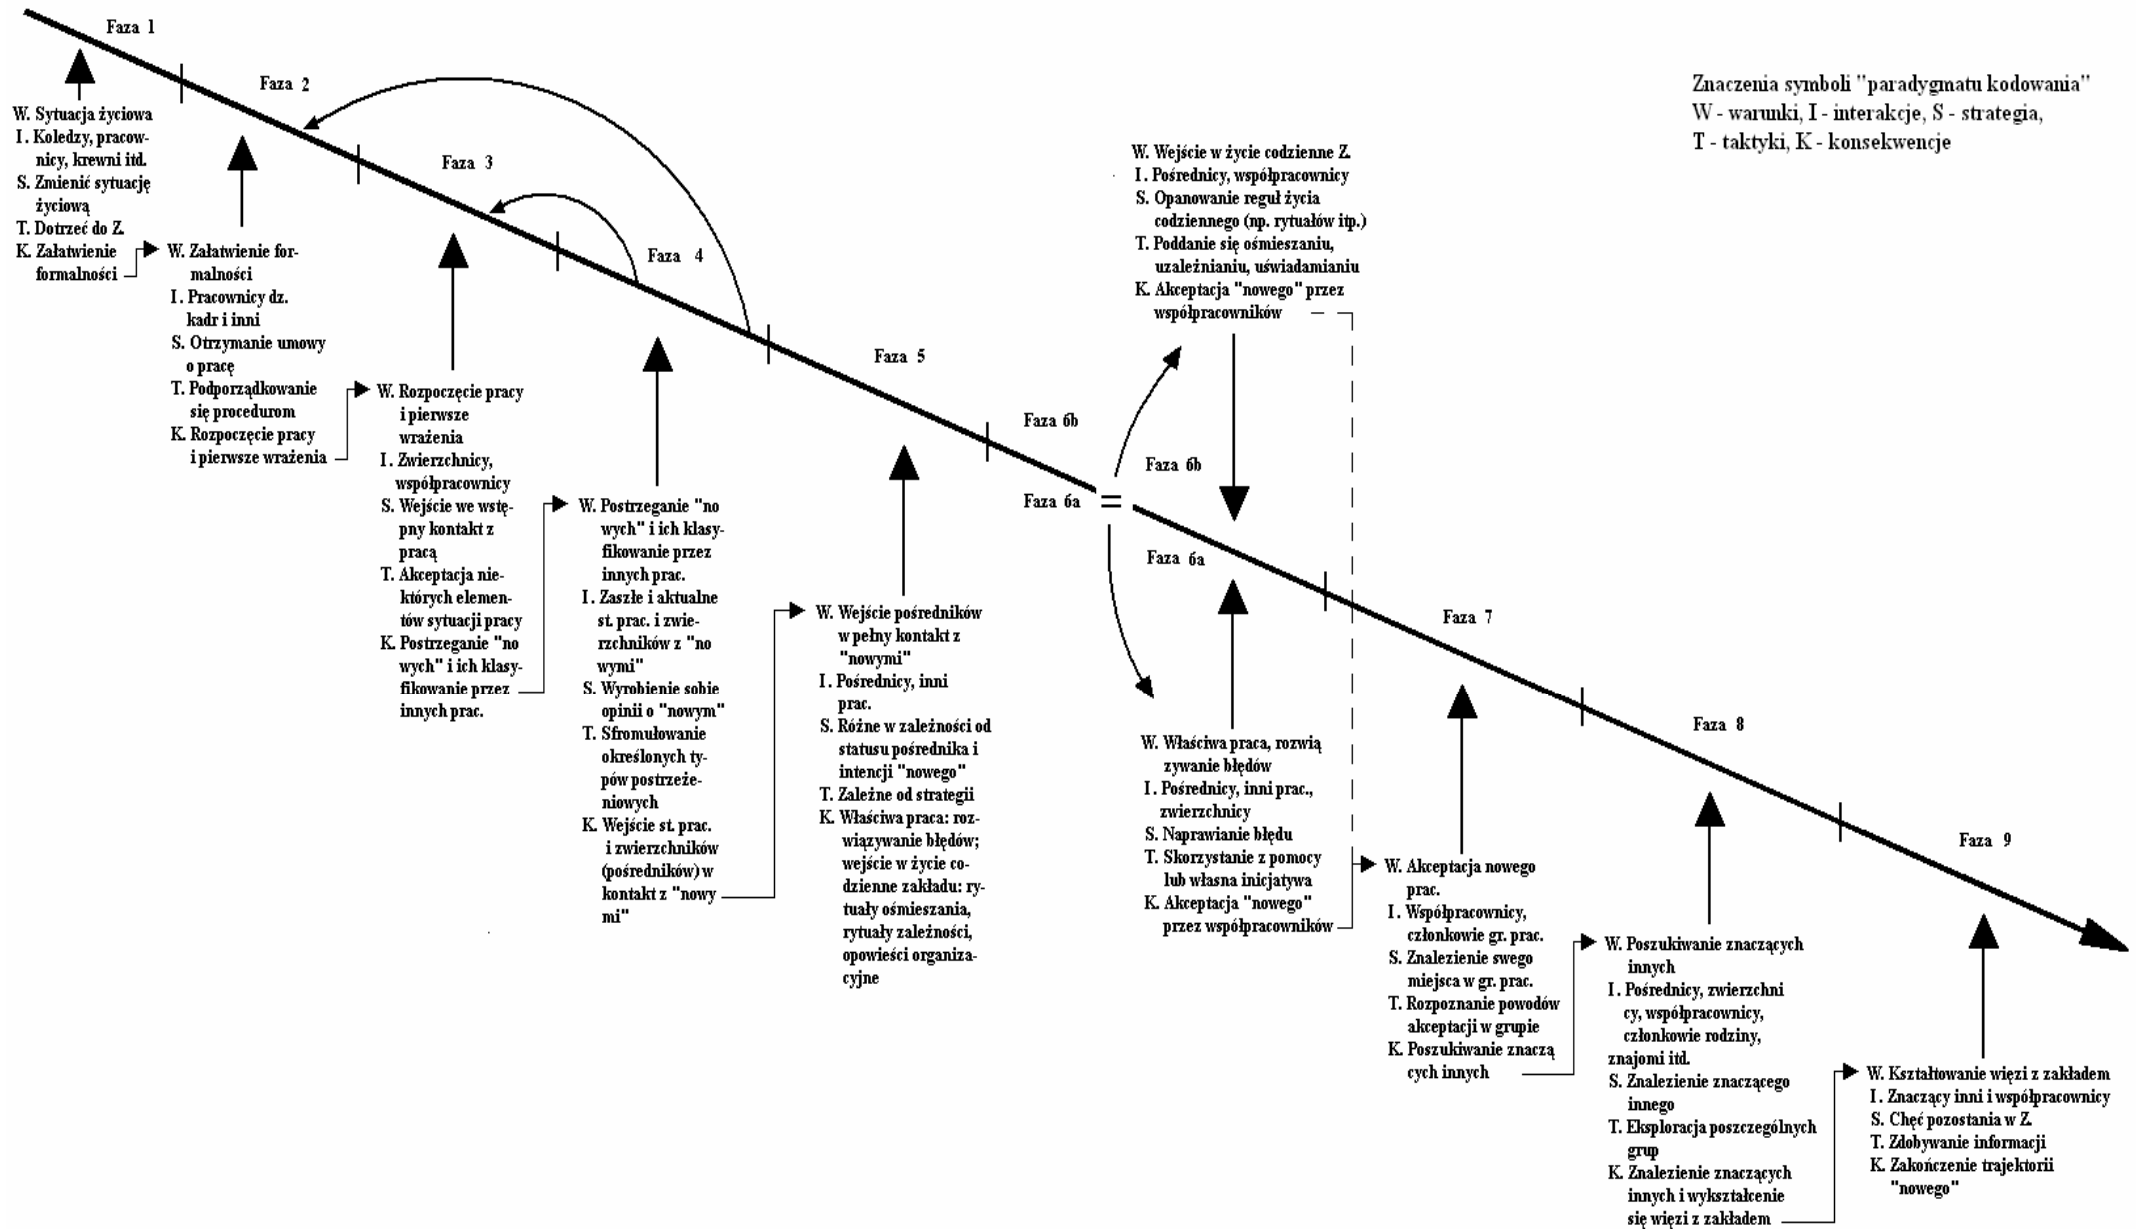 Faza 1
W. Sytuacja życiowa
I. Koledzy, pracow-
nicy, krewni itd.
S. Zmienić sytuację
życiową
T. Dotrzeć do Z.
K. Załatwienie
formalności
Faza 2
W. Załatwienie for-
malności
I. Pracownicy dz.
kadr i inni
S. Otrzymanie umowy
o pracę
T. Podporządkowanie
się procedurom
K. Rozpoczęcie pracy
i pierwsze wrażenia
Faza 3
W. Rozpoczęcie pracy
i pierwsze
wrażenia
I. Zwierzchnicy,
współpracownicy
S. Wejście we wstę-
pny kontakt z
pracą
T. Akceptacja nie-
których elemen-
tów sytuacji pracy
K. Postrzeganie "no
wych" i ich klasy-
fikowanie przez
innych prac.
Faza 4
W. Postrzeganie "no
wych" i ich klasy-
fikowanie przez
innych prac.
I. Zaszłe i aktualne
st. prac. i zwie-
rzchników z "no
wymi"
S. Wyrobienie sobie
opinii o "nowym"
T. Sfromułowanie
określonych ty-
pów postrzeże-
niowych
K. Wejście st. prac.
i zwierzchników
(pośredników) w
kontakt z "nowy
mi"
Faza 5
W. Wejście pośredników
w pełny kontakt z
"nowymi"
I. Pośrednicy, inni
prac.
S. Różne w zależności od
statusu pośrednika i
intencji "nowego"
T. Zależne od strategii
K. Właściwa praca: roz-
wiązywanie błędów;
wejście w życie co-
dzienne zakładu: ry-
tuały ośmieszania,
rytuały zależności,
opowieści organiza-
cyjne
Faza 6b
Faza 6a
W. Wejście w życie codzienne Z.
I. Pośrednicy, współpracownicy
S. Opanowanie reguł życia
codziennego (np. rytuałów itp.)
T. Poddanie się ośmieszaniu,
uzależnianiu, uświadamianiu
K. Akceptacja "nowego" przez
współpracowników
Faza 6b
Faza 6a
W. Właściwa praca, rozwią
zywanie błędów
I. Pośrednicy, inni prac.,
zwierzchnicy
S. Naprawianie błędu
T. Skorzystanie z pomocy
lub własna inicjatywa
K. Akceptacja "nowego"
przez współpracowników
Faza 7
W. Akceptacja nowego
prac.
I. Współpracownicy,
członkowie gr. prac.
S. Znalezienie swego
miejsca w gr. prac.
T. Rozpoznanie powodów
akceptacji w grupie
K. Poszukiwanie znaczą
cych innych
Faza 8
W. Poszukiwanie znaczących
innych
I. Pośrednicy, zwierzchni
cy, współpracownicy,
członkowie rodziny,
znajomi itd.
S. Znalezienie znaczącego
innego
T. Eksploracja poszczególnych
grup
K. Znalezienie znaczących
innych i wykształcenie
się więzi z zakładem
Faza 9
W. Kształtowanie więzi z zakładem
I. Znaczący inni i współpracownicy
S. Chęć pozostania w Z.
T. Zdobywanie informacji
K. Zakończenie trajektorii
"nowego"
Znaczenia symboli "paradygmatu kodowania"
W - warunki, I - interakcje, S - strategia,
T - taktyki, K - konsekwencje